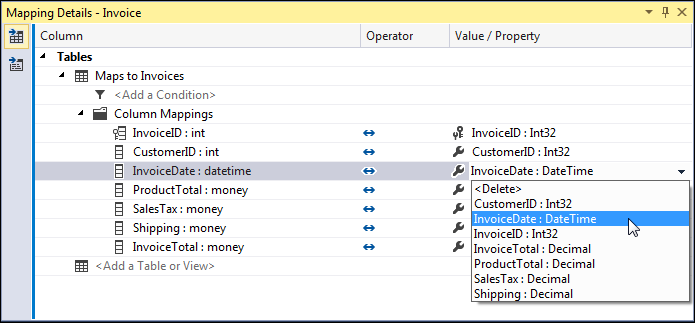 Mapping Details - Invoice
Column Operator Value / Property
Tables
Maps to Invoices
<Add a Condition>
Column Mappings
InvoiceID : int InvoiceID : Int32
CustomerID : int CustomerID : Int32
InvoiceDate : datetime InvoiceDate : DateTime
ProductTotal : money
SalesTax : money
Shipping : money
InvoiceTotal : money
<Add a Table or View>
<Delete>
CustomerID : Int32
InvoiceDate : DateTime
InvoiceID : Int32
InvoiceTotal : Decimal
ProductTotal : Decimal
SalesTax : Decimal
Shipping : Decimal